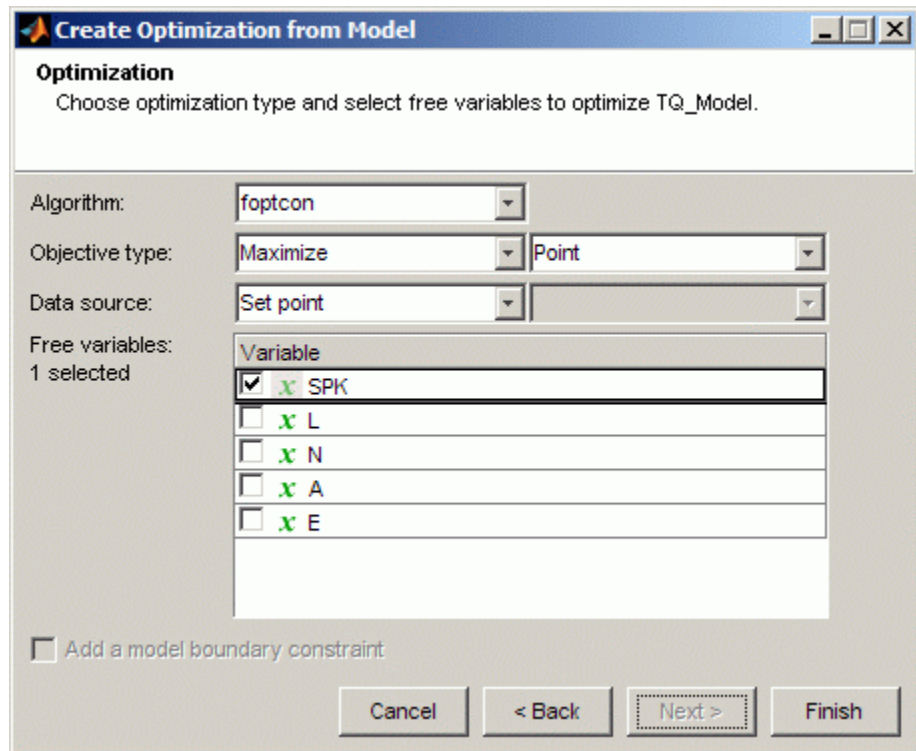 Create Optimization from Model
Optimization
Choose optimization type and select free variables to optimize TQ_Model.
Algorithm: foptcon
Objective type: Maximize Point
Data source: Set point
Free variables:
1 selected
Variable
x SPK
x L
x N
x A
x E
Add a model boundary constraint
Cancel < Back Next > Finish